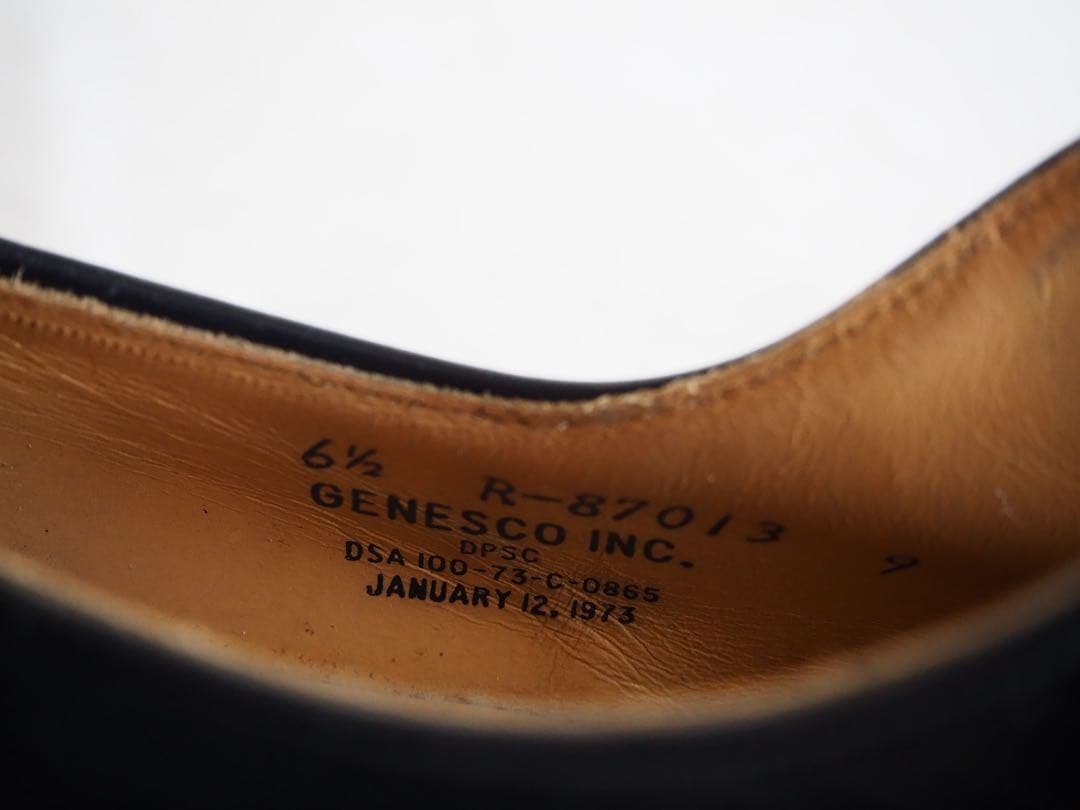 6½ R-87013 9
GENESCO INC.
DPSC
DSA 100-73-C-0865
JANUARY 12, 1973